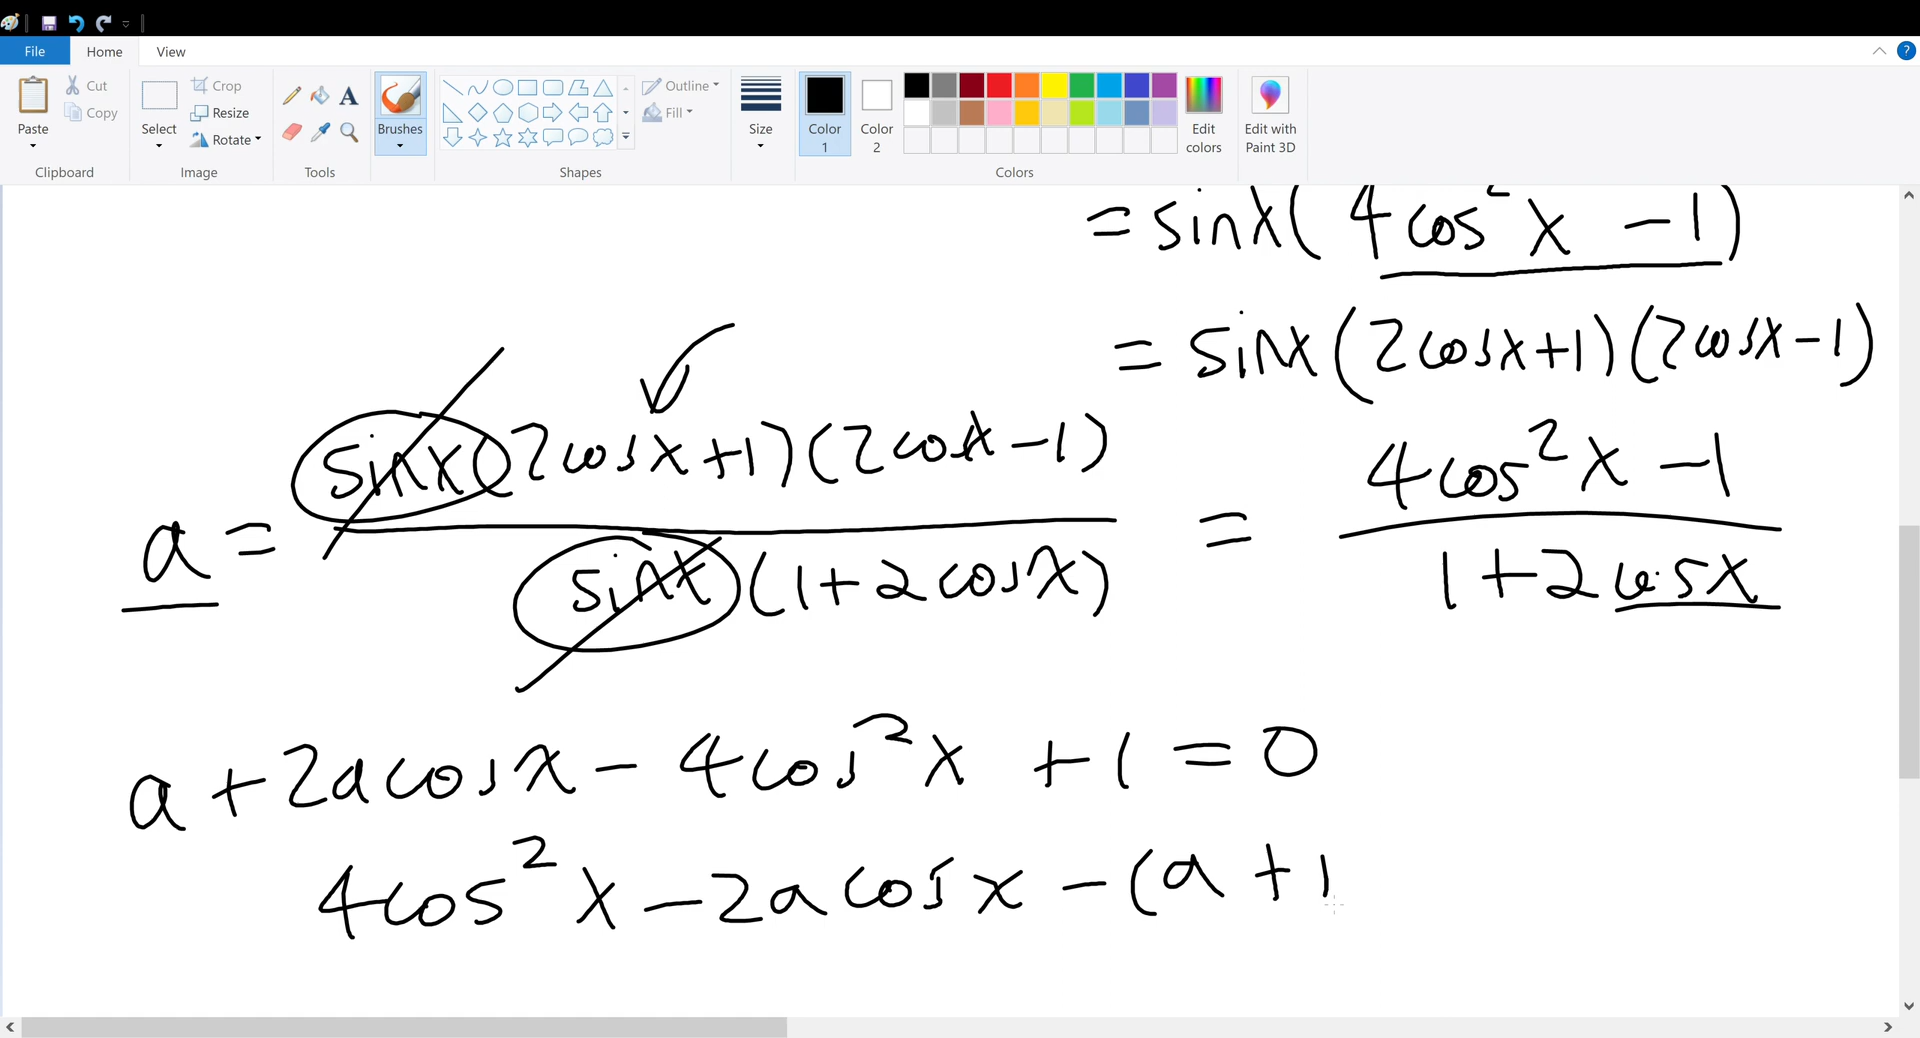 File Home View
Paste Cut Copy Clipboard
Select Crop Resize Rotate Image
Tools
Brushes
Outline Fill Shapes
Size
Color 1 Color 2 Edit colors Colors
Edit with Paint 3D
= sinx( 4cos²x - 1)
= sinx(2cosx+1)(2cosx-1)
a = sinx(2cosx+1)(2cosx-1) / sinx(1+2cosx) = 4cos²x - 1 / 1+2cosx
a + 2acosx - 4cos²x + 1 = 0
4cos²x - 2acosx - (a + 1